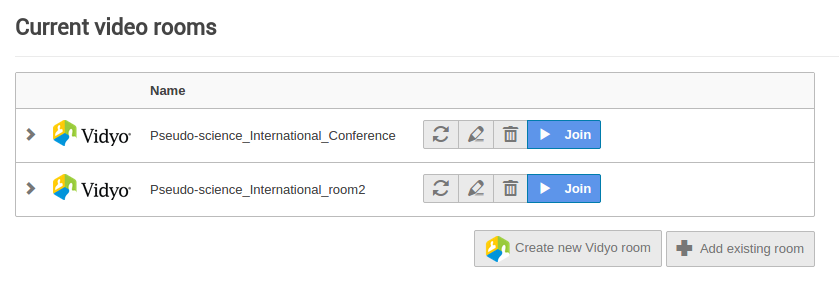 Current video rooms
Name
Vidyo Pseudo-science_International_Conference Join
Vidyo Pseudo-science_International_room2 Join
Create new Vidyo room Add existing room